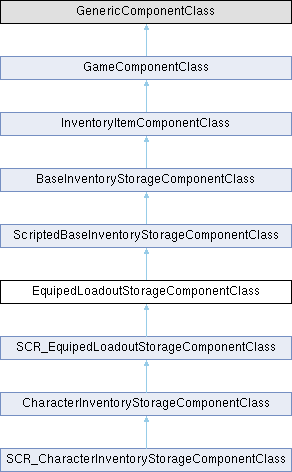 GenericComponentClass
GameComponentClass
InventoryItemComponentClass
BaseInventoryStorageComponentClass
ScriptedBaseInventoryStorageComponentClass
EquipedLoadoutStorageComponentClass
SCR_EquipedLoadoutStorageComponentClass
CharacterInventoryStorageComponentClass
SCR_CharacterInventoryStorageComponentClass